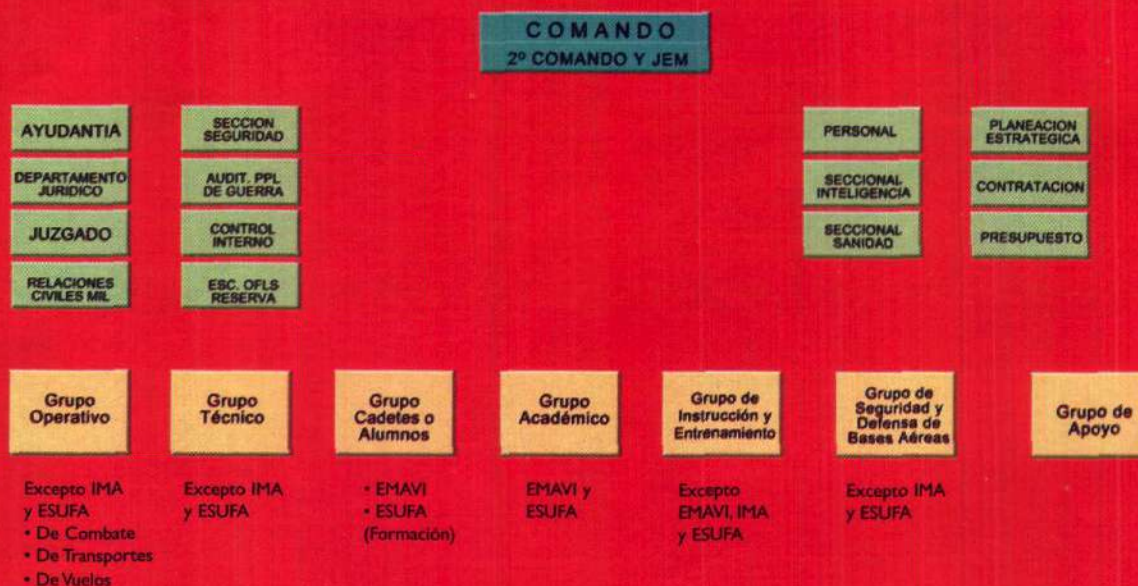 COMANDO
2º COMANDO Y JEM
AYUDANTIA
DEPARTAMENTO
JURIDICO
JUZGADO
RELACIONES
CIVILES MIL
SECCION
SEGURIDAD
AUDIT. PPL
DE GUERRA
CONTROL
INTERNO
ESC. OFLS
RESERVA
PERSONAL
SECCIONAL
INTELIGENCIA
SECCIONAL
SANIDAD
PLANEACION
ESTRATEGICA
CONTRATACION
PRESUPUESTO
Grupo
Operativo
Excepto IMA
y ESUFA
• De Combate
• De Transportes
• De Vuelos
Grupo
Técnico
Excepto IMA
y ESUFA
Grupo
Cadetes o
Alumnos
• EMAVI
• ESUFA
(Formación)
Grupo
Académico
EMAVI y
ESUFA
Grupo de
Instrucción y
Entrenamiento
Excepto
EMAVI, IMA
y ESUFA
Grupo de
Seguridad y
Defensa de
Bases Aéreas
Excepto IMA
y ESUFA
Grupo de
Apoyo